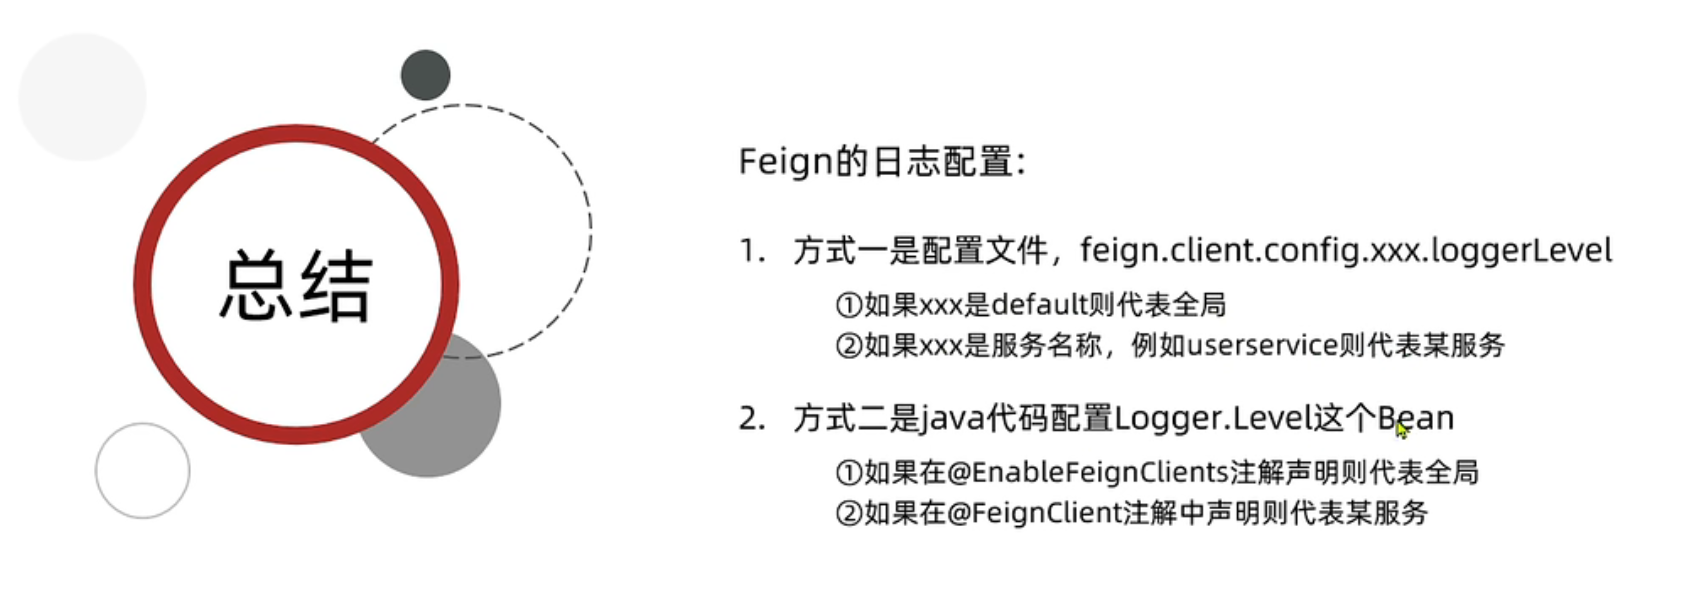 总结
Feign的日志配置:
1. 方式一是配置文件，feign.client.config.xxx.loggerLevel
①如果xxx是default则代表全局
②如果xxx是服务名称，例如userservice则代表某服务
2. 方式二是java代码配置Logger.Level这个Bean
①如果在@EnableFeignClients注解声明则代表全局
②如果在@FeignClient注解中声明则代表某服务